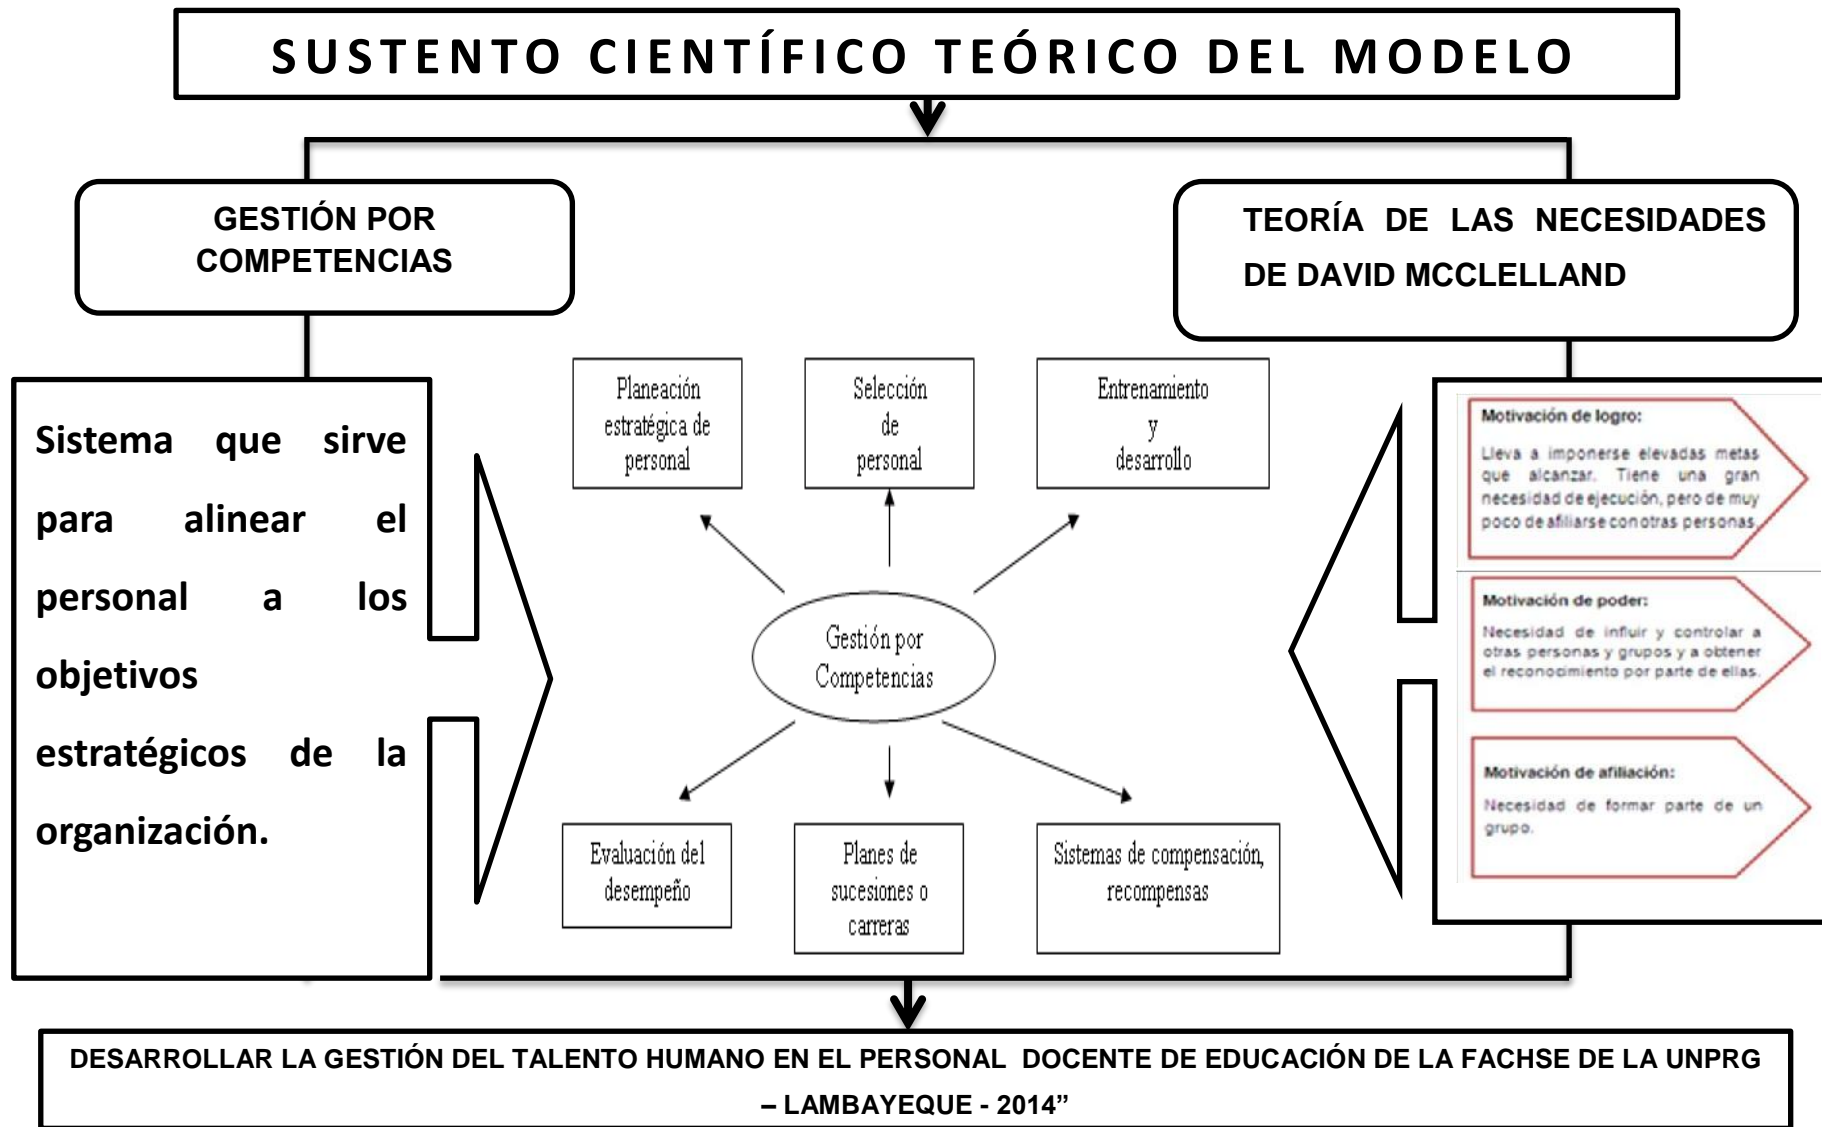 SUSTENTO CIENTÍFICO TEÓRICO DEL MODELO
GESTIÓN POR
COMPETENCIAS
TEORÍA DE LAS NECESIDADES
DE DAVID MCCLELLAND
Sistema que sirve
para alinear el
personal a los
objetivos
estratégicos de la
organización.
Planeación
estratégica de
personal
Selección
de
personal
Entrenamiento
y
desarrollo
Gestión por
Competencias
Evaluación del
desempeño
Planes de
sucesiones o
carreras
Sistemas de compensación,
recompensas
Motivación de logro:
Lleva a imponerse elevadas metas
que alcanzar. Tiene una gran
necesidad de ejecución, pero de muy
poco de afiliarse con otras personas.
Motivación de poder:
Necesidad de influir y controlar a
otras personas y grupos y a obtener
el reconocimiento por parte de ellas.
Motivación de afiliación:
Necesidad de formar parte de un
grupo.
DESARROLLAR LA GESTIÓN DEL TALENTO HUMANO EN EL PERSONAL DOCENTE DE EDUCACIÓN DE LA FACHSE DE LA UNPRG
– LAMBAYEQUE - 2014”